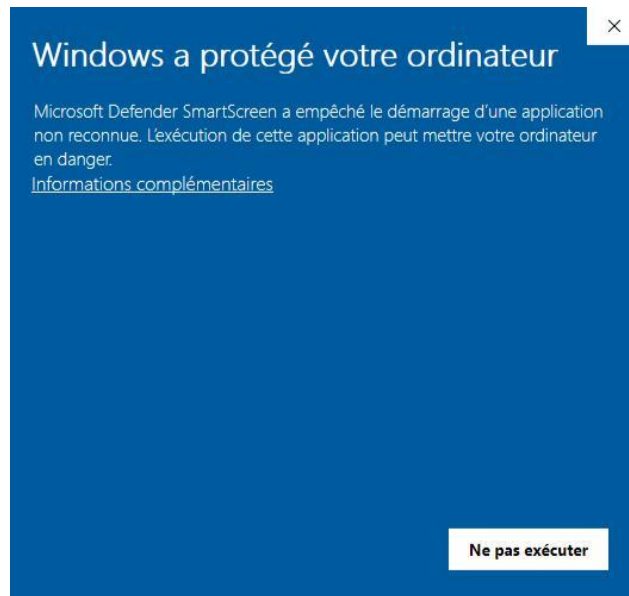 Windows a protégé votre ordinateur
Microsoft Defender SmartScreen a empêché le démarrage d’une application
non reconnue. L’exécution de cette application peut mettre votre ordinateur
en danger.
Informations complémentaires
Ne pas exécuter